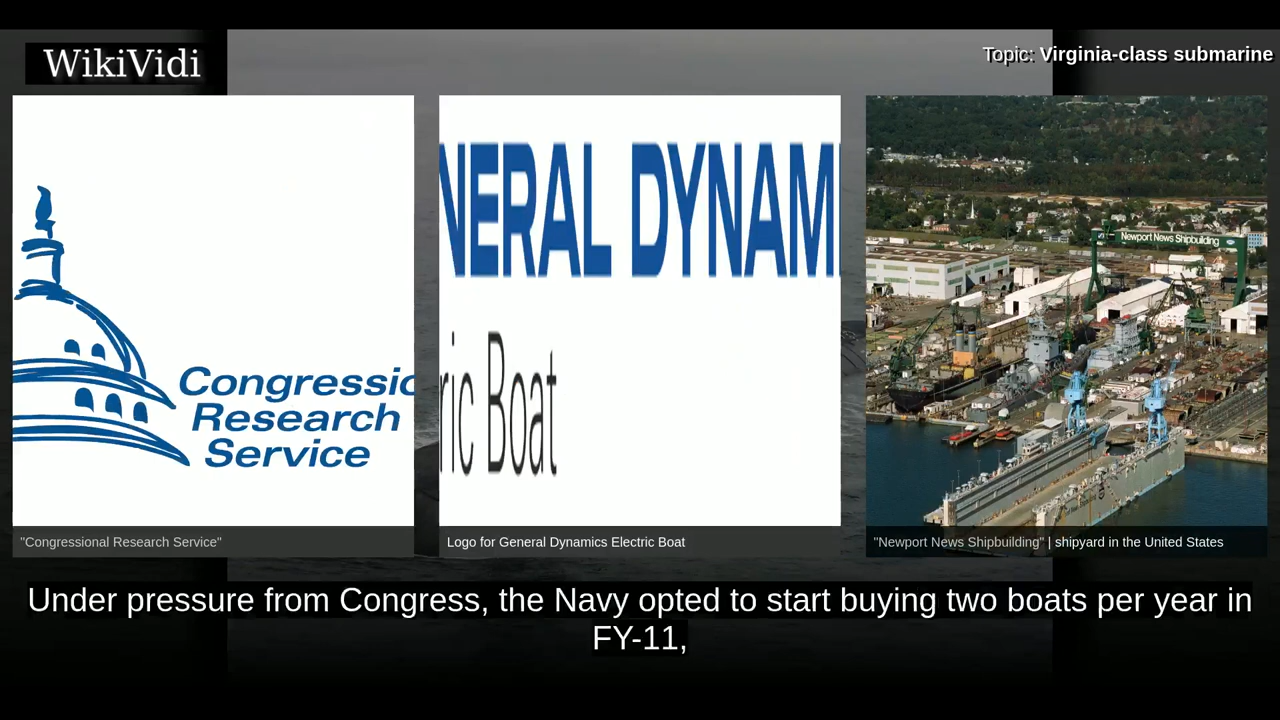 WikiVidi
Topic: Virginia-class submarine
Congressio
Research
Service
NERAL DYNAMI
ric Boat
Newport News Shipbuilding
"Congressional Research Service"
Logo for General Dynamics Electric Boat
"Newport News Shipbuilding" | shipyard in the United States
Under pressure from Congress, the Navy opted to start buying two boats per year in
FY-11,